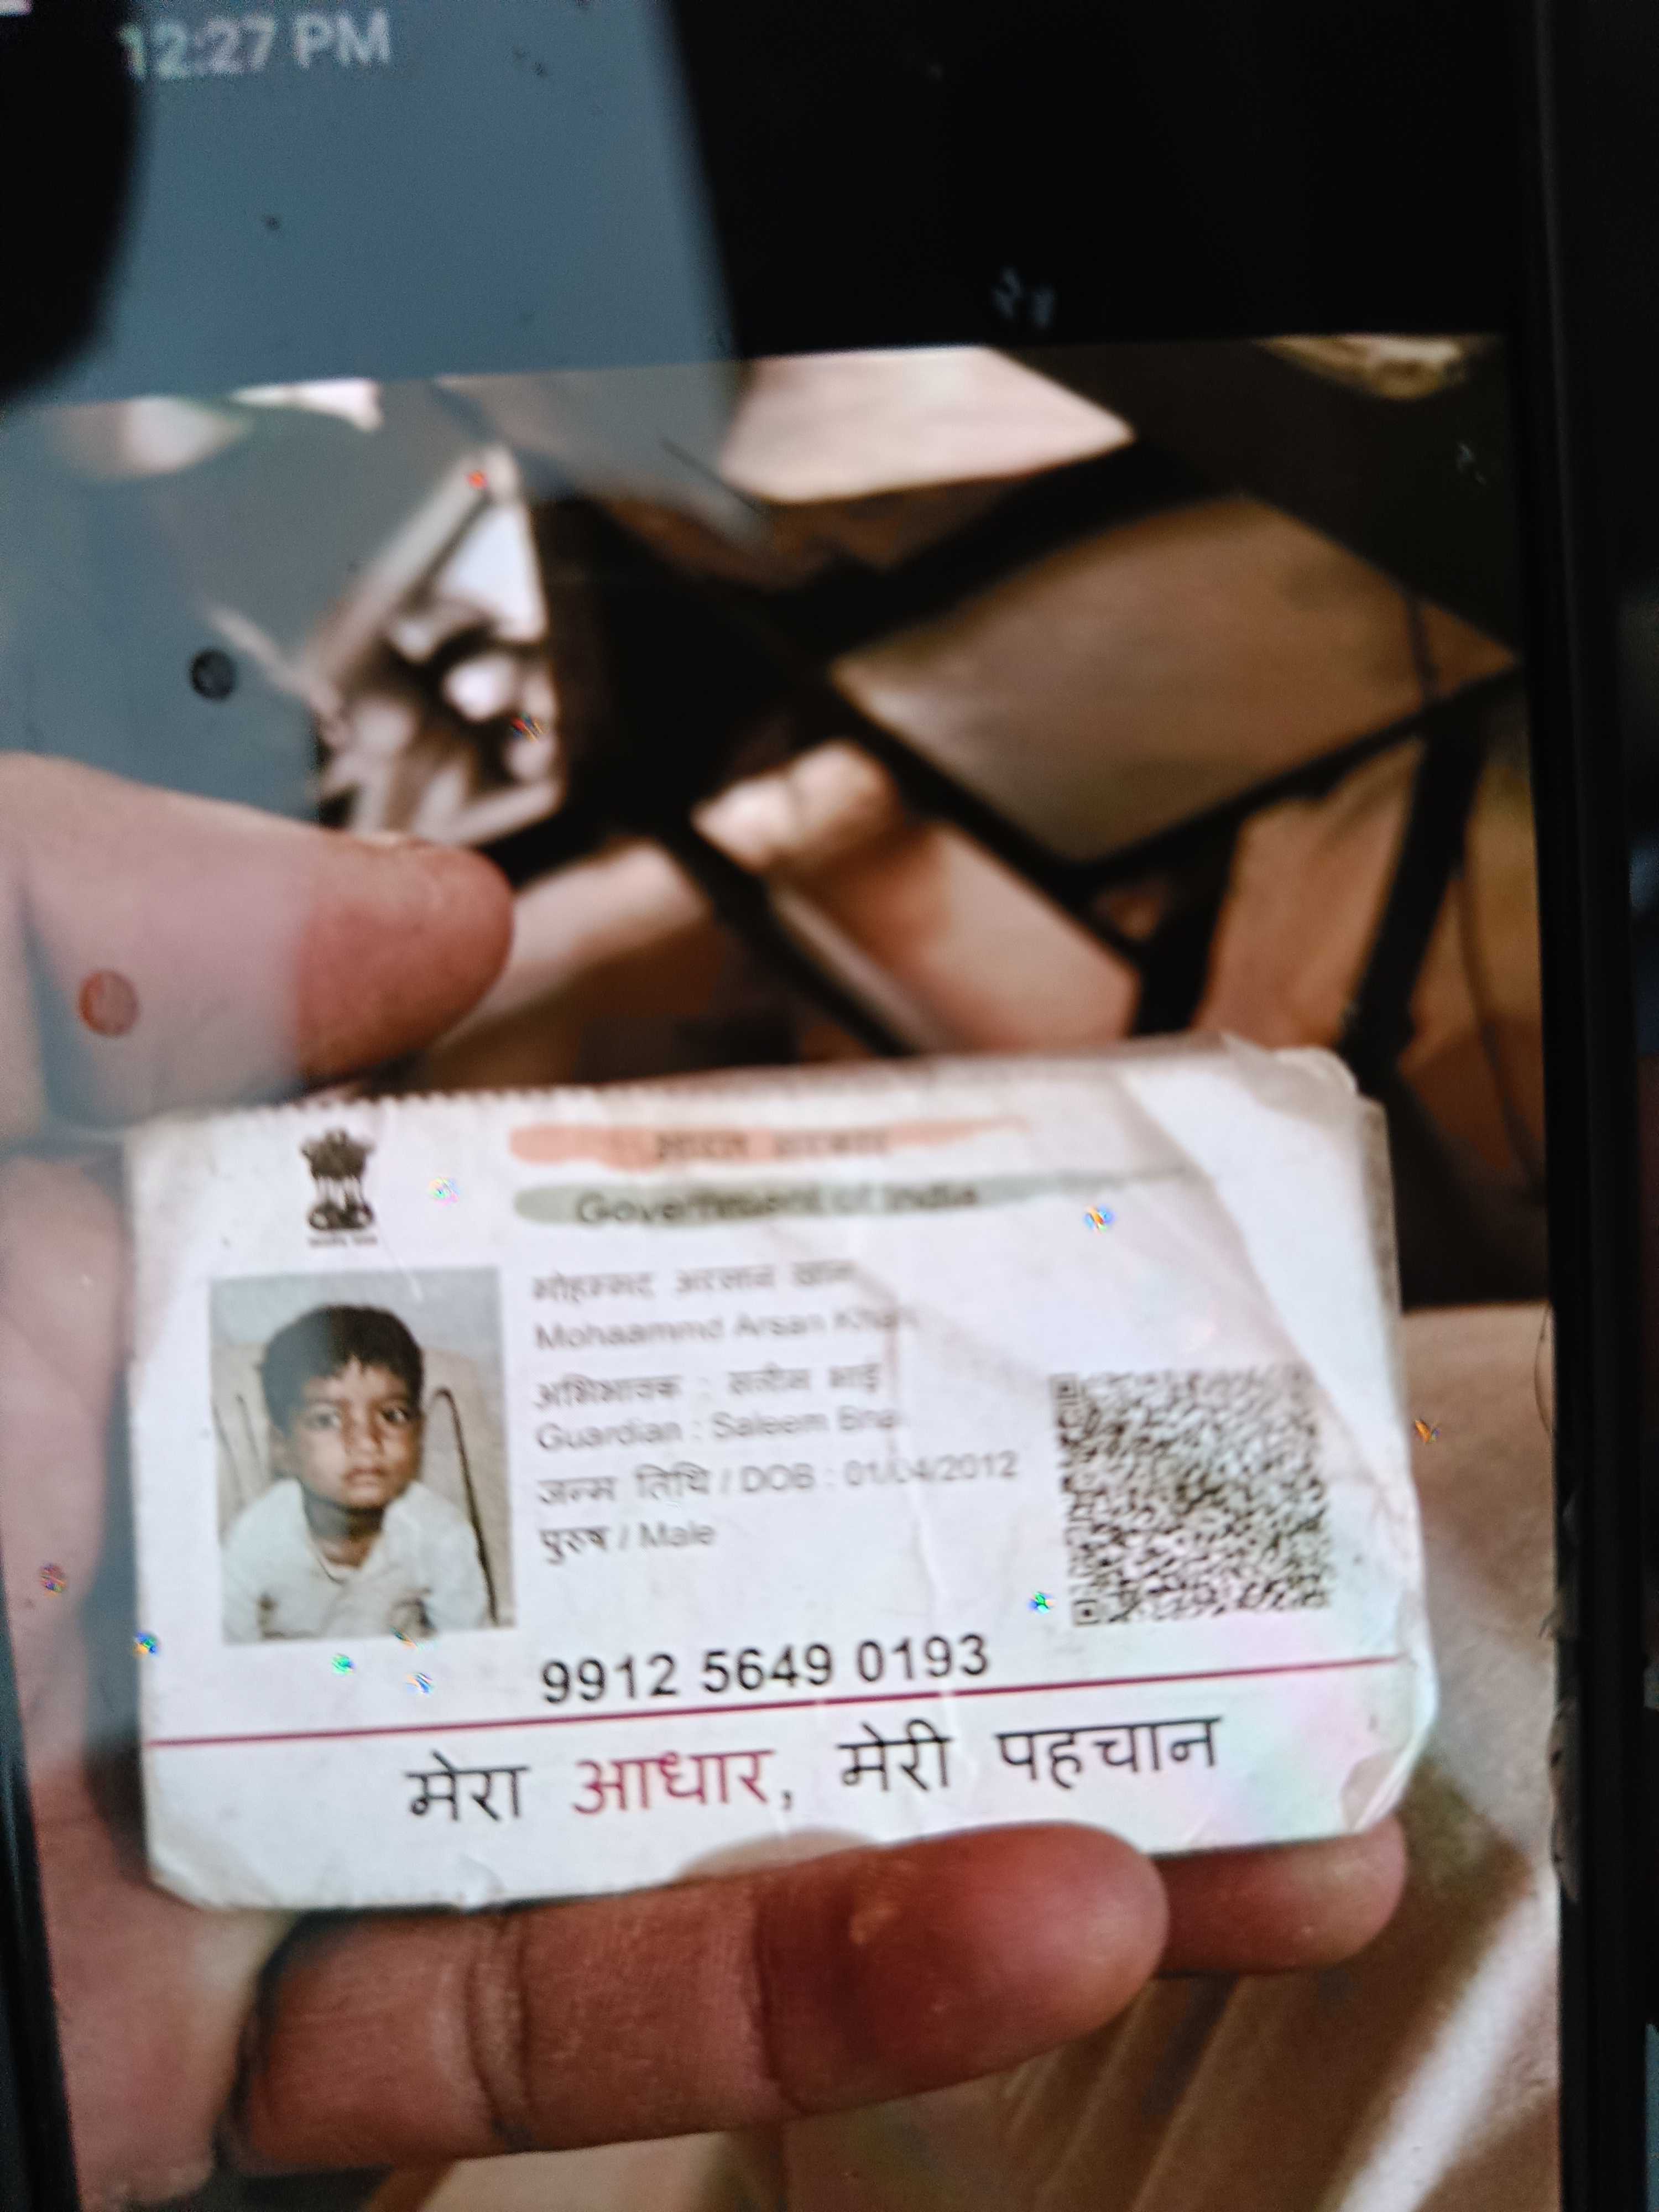 12:27 PM
भारत सरकार
Government of India
मोहम्मद अरसान खान
Mohaammd Arsan Khan
अभिभावक : सलीम भाई
Guardian : Saleem
जन्म तिथि / DOB : 01/04/2012
पुरुष / Male
9912 5649 0193
मेरा आधार, मेरी पहचान